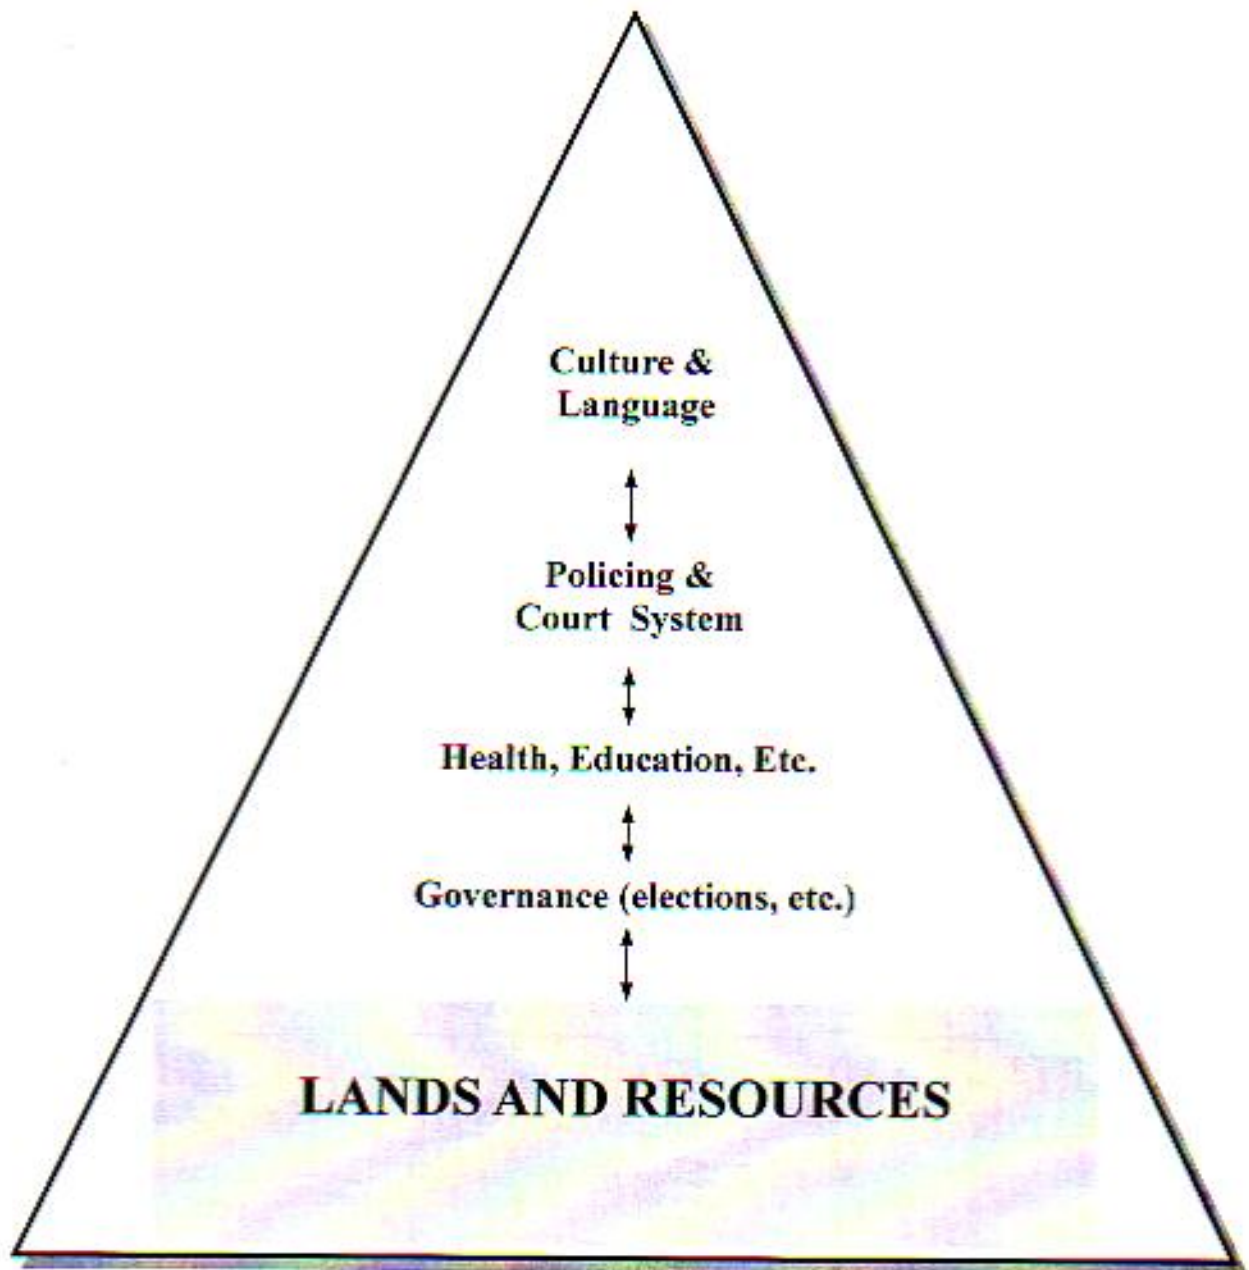 Culture &
Language
Policing &
Court System
Health, Education, Etc.
Governance (elections, etc.)
LANDS AND RESOURCES